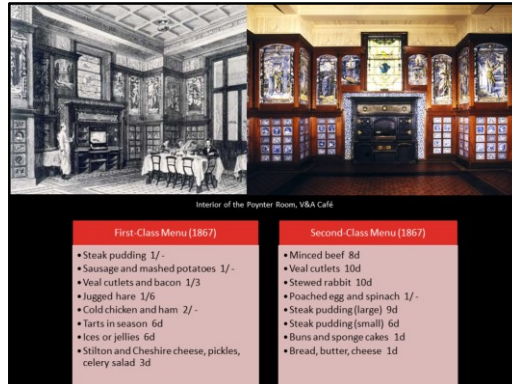 Interior of the Poynter Room, V&A Café
First-Class Menu (1867)
• Steak pudding 1/ -
• Sausage and mashed potatoes 1/ -
• Veal cutlets and bacon 1/3
• Jugged hare 1/6
• Cold chicken and ham 2/ -
• Tarts in season 6d
• Ices or jellies 6d
• Stilton and Cheshire cheese, pickles,
celery salad 3d
Second-Class Menu (1867)
• Minced beef 8d
• Veal cutlets 10d
• Stewed rabbit 10d
• Poached egg and spinach 1/ -
• Steak pudding (large) 9d
• Steak pudding (small) 6d
• Buns and sponge cakes 1d
• Bread, butter, cheese 1d